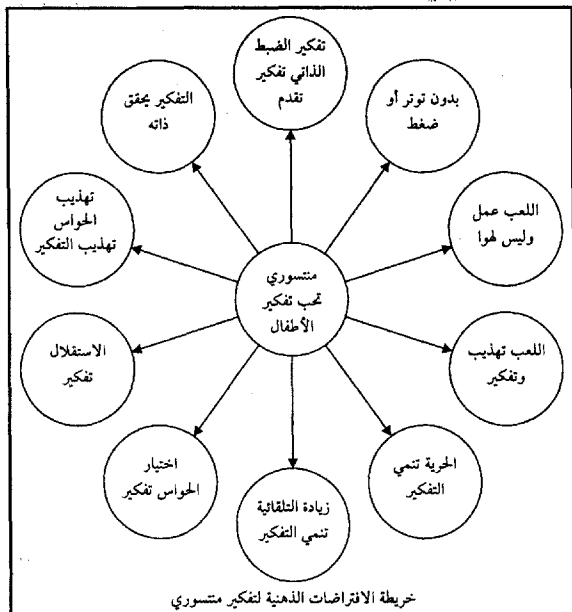 تفكير الضبط
الذاتي تفكير
تقدم
بدون توتر أو
ضغط
اللعب عمل
وليس لهوا
اللعب تهذيب
وتفكير
الحرية تنمي
التفكير
زيادة التلقائية
تنمي التفكير
اختيار
الحواس تفكير
الاستقلال
تفكير
تهذيب
الحواس
تهذيب التفكير
التفكير يحقق
ذاته
منتسوري
تحب تفكير
الأطفال
خريطة الافتراضات الذهنية لتفكير منتسوري